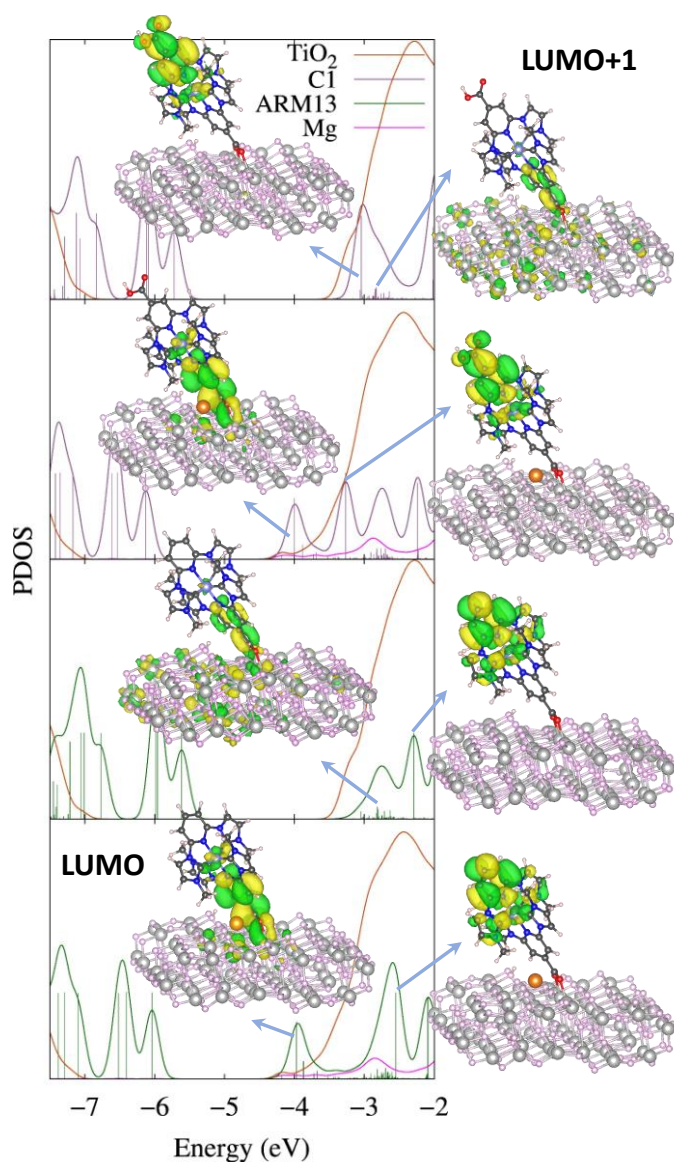 LUMO+1
TiO₂
C1
ARM13
Mg
PDOS
LUMO
−7 −6 −5 −4 −3 −2
Energy (eV)